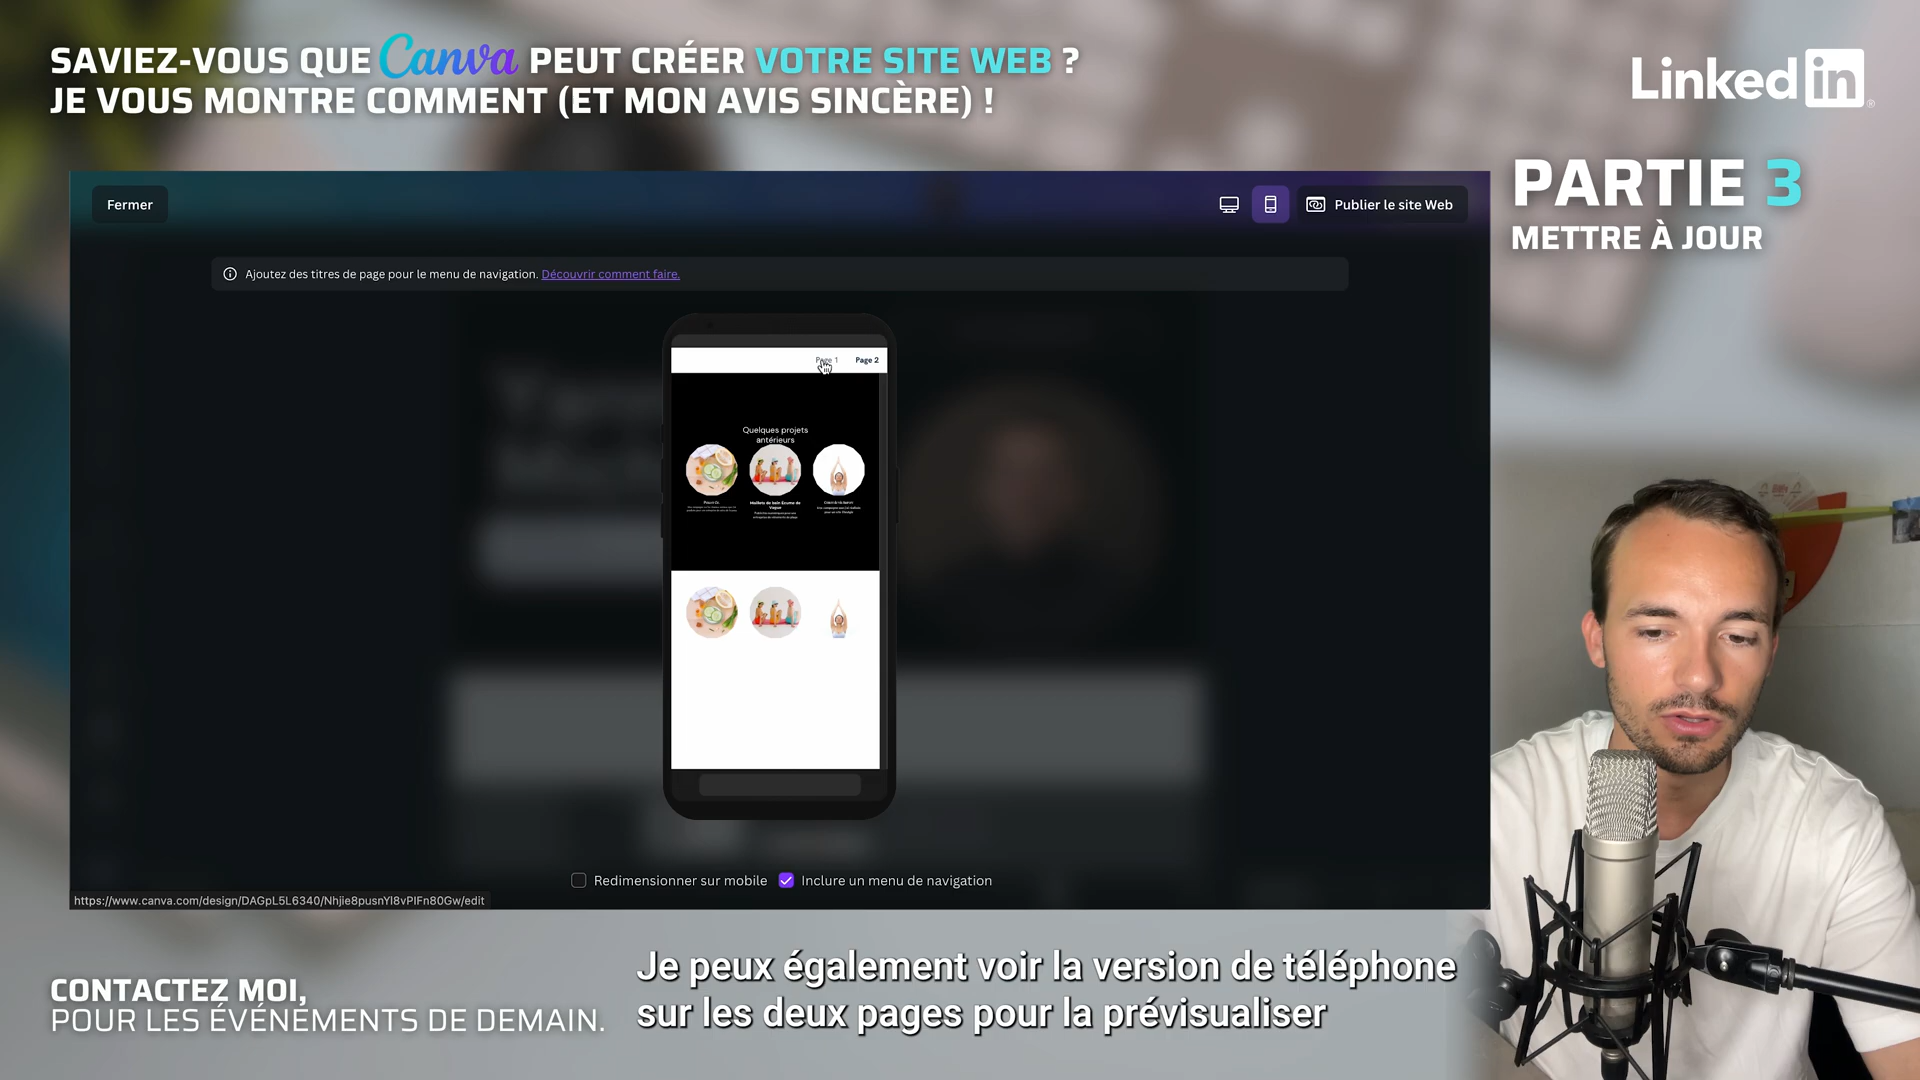 SAVIEZ-VOUS QUE Canva PEUT CRÉER VOTRE SITE WEB ?
JE VOUS MONTRE COMMENT (ET MON AVIS SINCÈRE) !
Linkedin
PARTIE 3
METTRE À JOUR
Fermer
Publier le site Web
Ajoutez des titres de page pour le menu de navigation. Découvrir comment faire.
Page 1 Page 2
Quelques projets
antérieurs
Redimensionner sur mobile
Inclure un menu de navigation
https://www.canva.com/design/DAGpL5L6340/Nhjie8pusnYl8vPIFn80Gw/edit
Je peux également voir la version de téléphone
sur les deux pages pour la prévisualiser
CONTACTEZ MOI,
POUR LES ÉVÉNEMENTS DE DEMAIN.